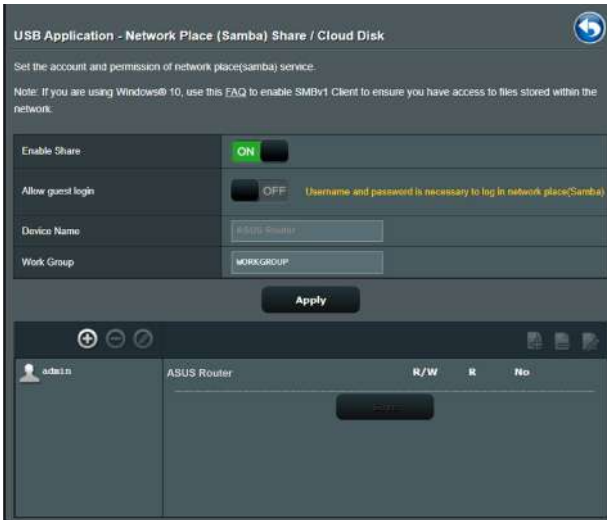 USB Application - Network Place (Samba) Share / Cloud Disk
Set the account and permission of network place(samba) service.
Note: If you are using Windows® 10, use this FAQ to enable SMBv1 Client to ensure you have access to files stored within the
network.
Enable Share ON
Allow guest login OFF Username and password is necessary to log in network place(Samba)
Device Name ASUS Router
Work Group WORKGROUP
Apply
admin ASUS Router R/W R No